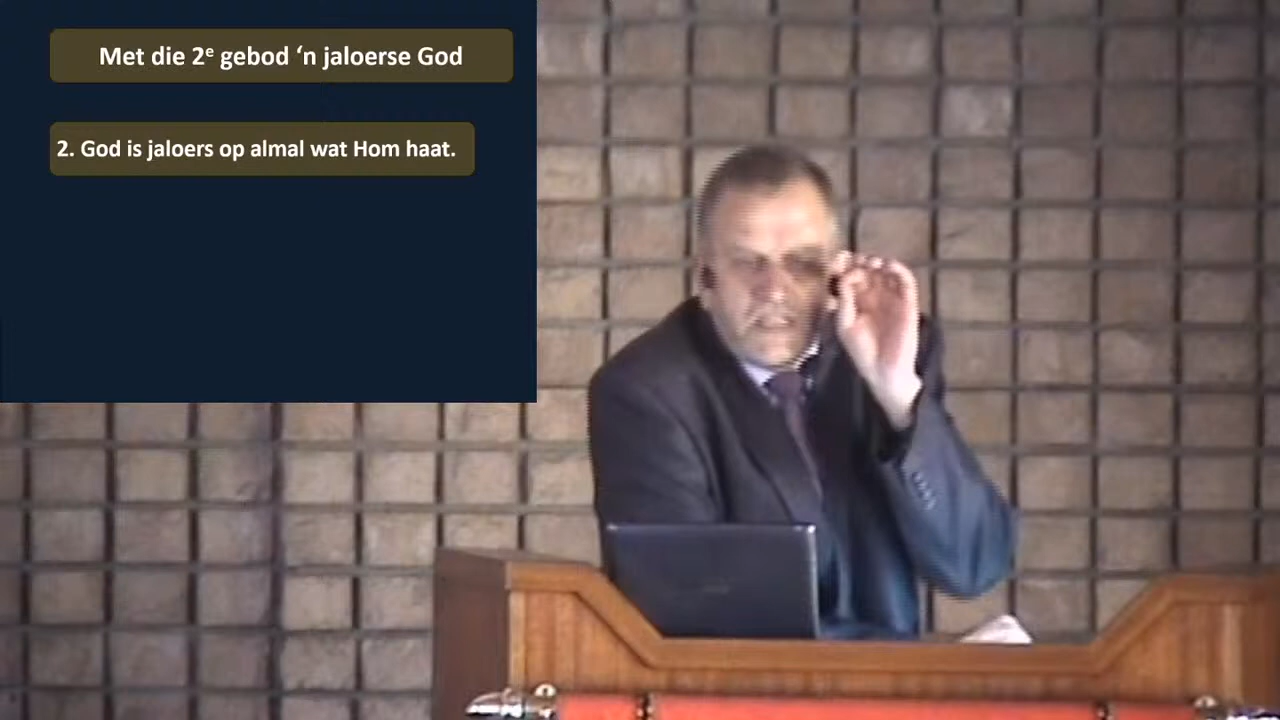 Met die 2ᵉ gebod ‘n jaloerse God
2. God is jaloers op almal wat Hom haat.